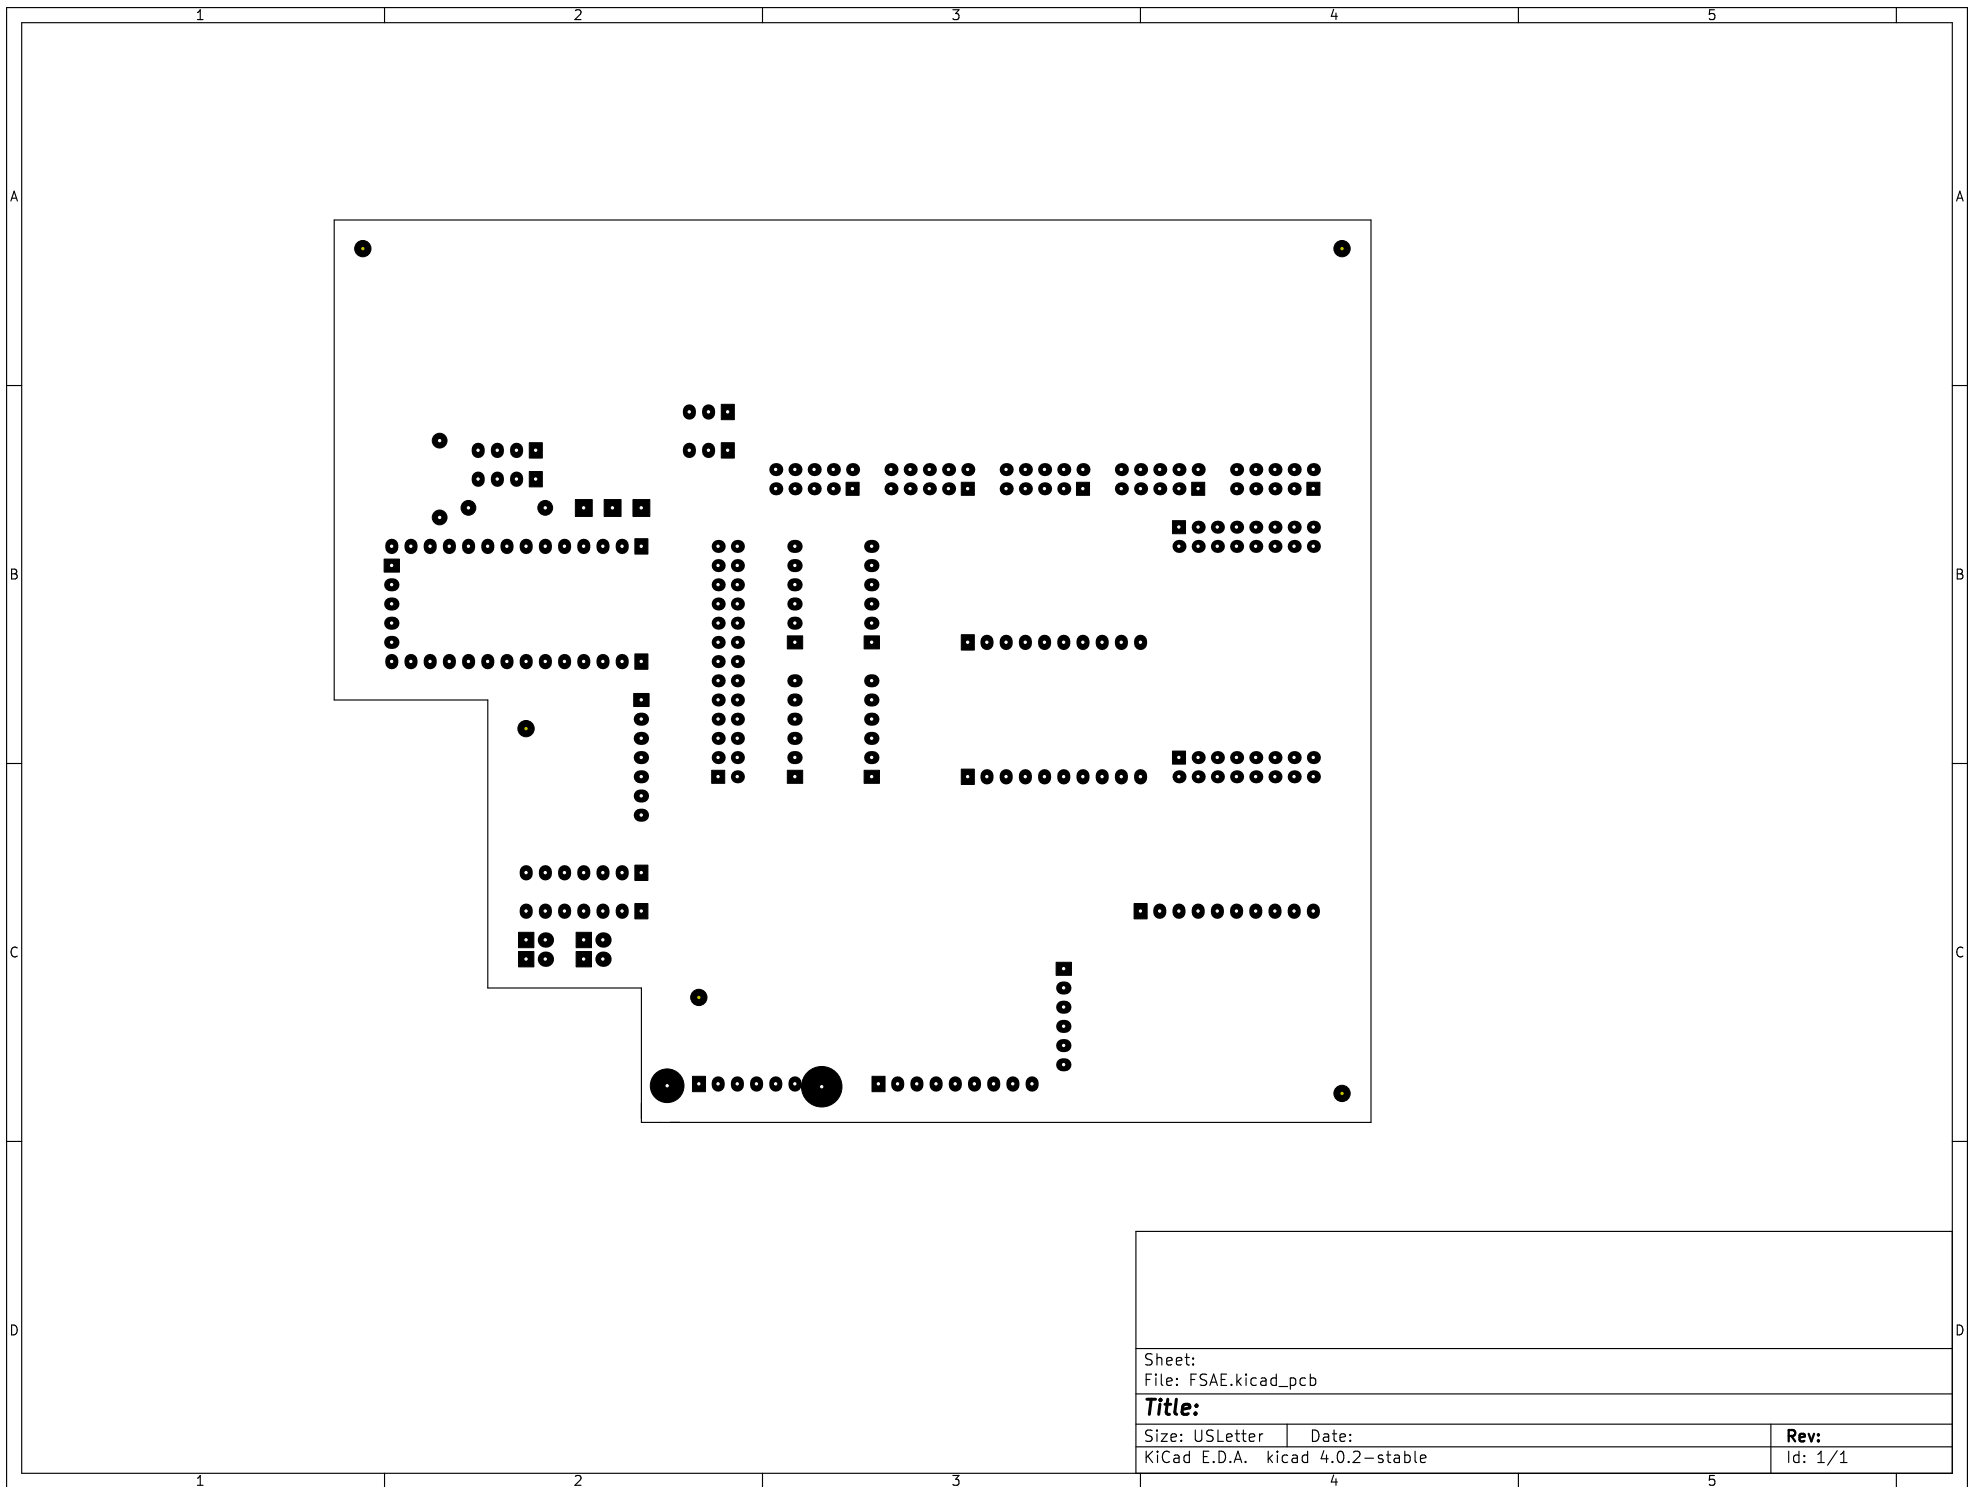 1 2 3 4 5
A A
B B
C C
D D
Sheet:
File: FSAE.kicad_pcb
Title:
Size: USLetter Date: Rev:
KiCad E.D.A. kicad 4.0.2-stable Id: 1/1
1 2 3 4 5